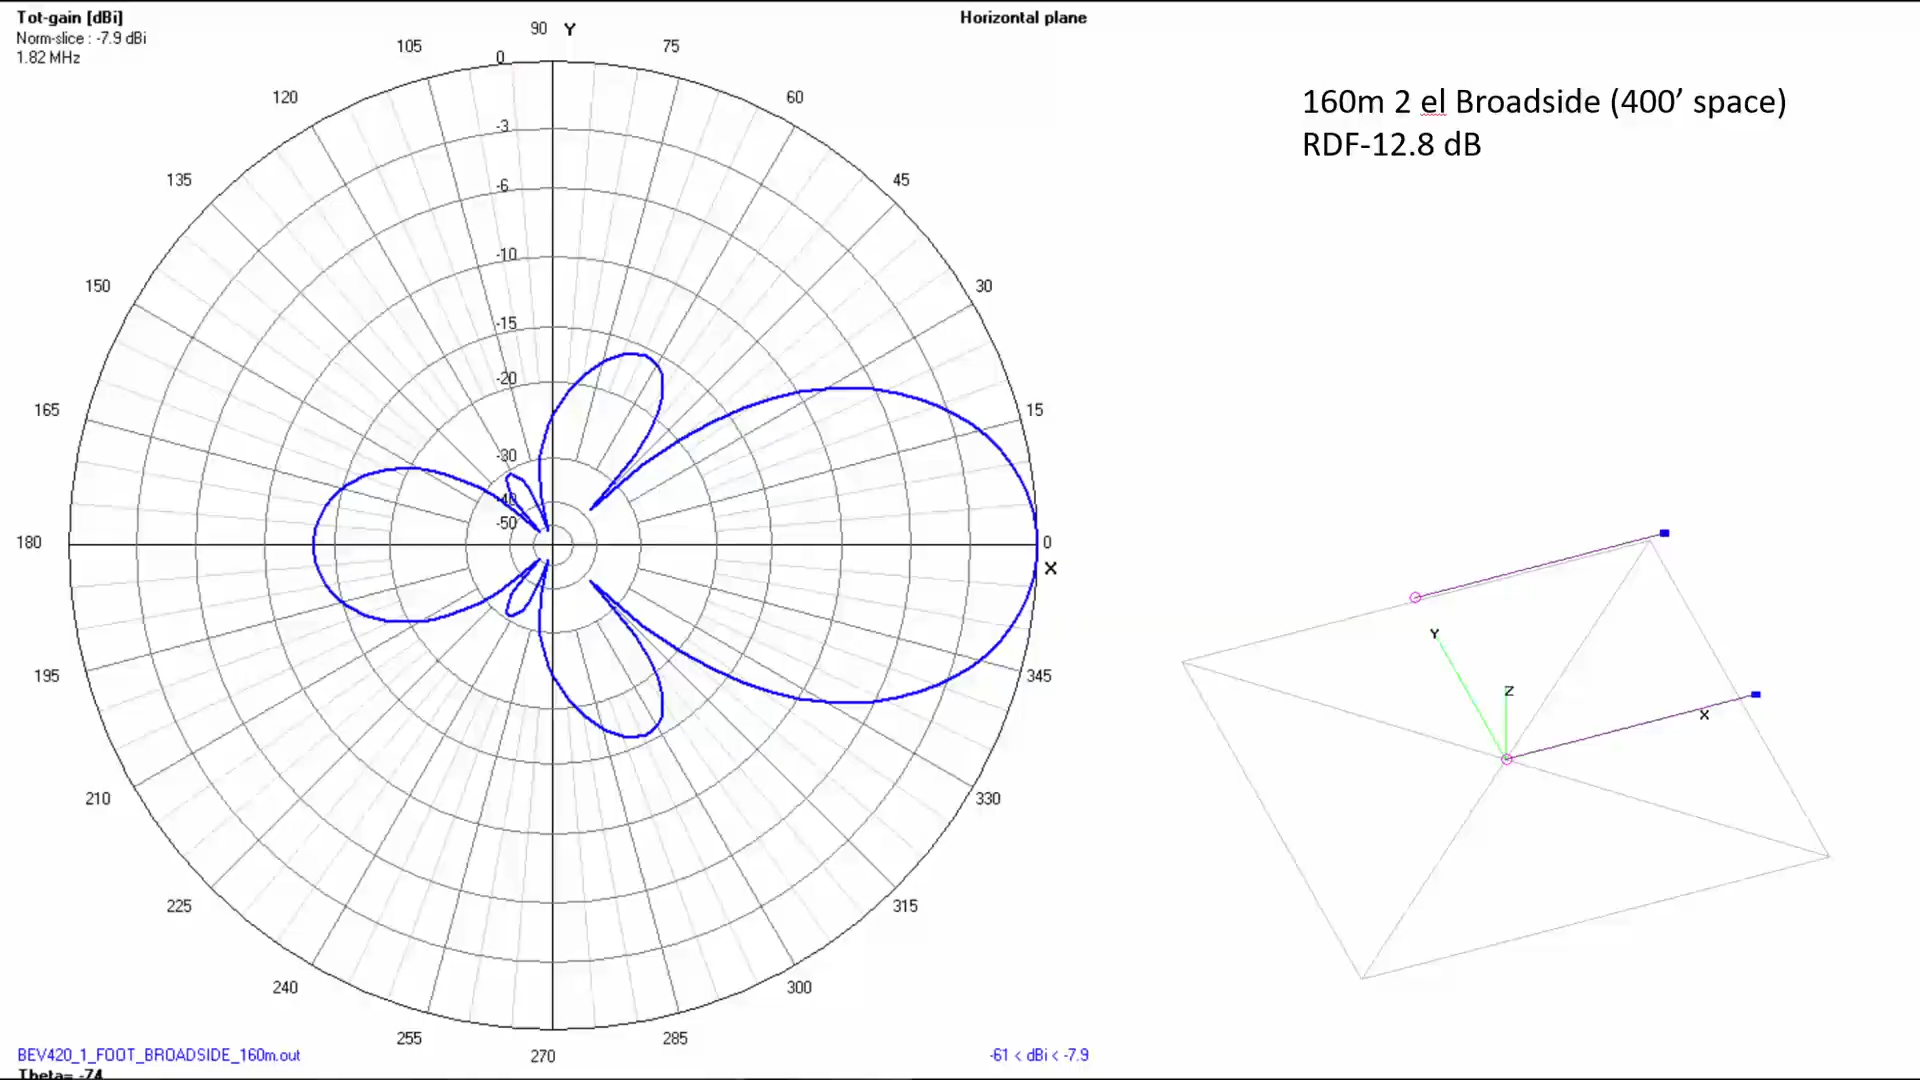 Tot-gain [dBi]
Norm-slice : -7.9 dBi
1.82 MHz
Horizontal plane
160m 2 el Broadside (400’ space)
RDF-12.8 dB
90 Y
105
75
120
60
135
45
150
30
165
15
180
0
X
195
345
210
330
225
315
240
300
255
285
270
0
-3
-6
-10
-15
-20
-30
-40
-50
Y
Z
X
BEV420_1_FOOT_BROADSIDE_160m.out
-61 < dBi < -7.9
Theta= -74